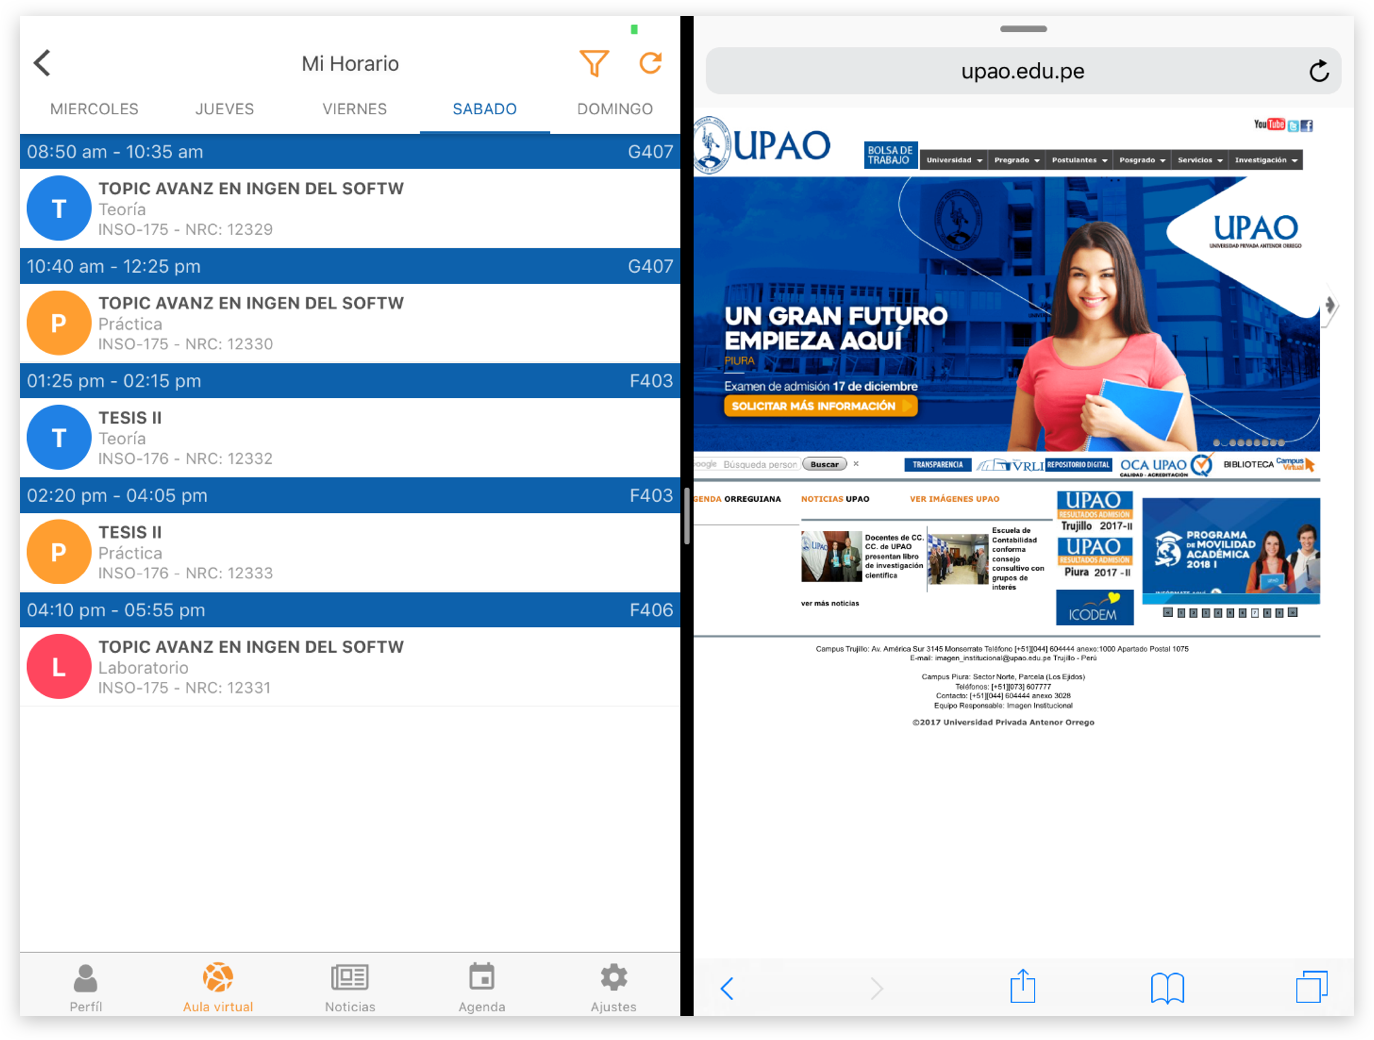 Mi Horario
MIERCOLES
JUEVES
VIERNES
SABADO
DOMINGO
08:50 am - 10:35 am
G407
T
TOPIC AVANZ EN INGEN DEL SOFTW
Teoría
INSO-175 - NRC: 12329
10:40 am - 12:25 pm
G407
P
TOPIC AVANZ EN INGEN DEL SOFTW
Práctica
INSO-175 - NRC: 12330
01:25 pm - 02:15 pm
F403
T
TESIS II
Teoría
INSO-176 - NRC: 12332
02:20 pm - 04:05 pm
F403
P
TESIS II
Práctica
INSO-176 - NRC: 12333
04:10 pm - 05:55 pm
F406
L
TOPIC AVANZ EN INGEN DEL SOFTW
Laboratorio
INSO-175 - NRC: 12331
Perfíl
Aula virtual
Noticias
Agenda
Ajustes
upao.edu.pe
YouTube
UPAO
BOLSA DE
TRABAJO
Universidad
Pregrado
Postulantes
Posgrado
Servicios
Investigación
UPAO
UNIVERSIDAD PRIVADA ANTENOR ORREGO
UN GRAN FUTURO
EMPIEZA AQUÍ
PIURA
Examen de admisión 17 de diciembre
SOLICITAR MÁS INFORMACIÓN
Búsqueda person
Buscar
×
TRANSPARENCIA
VRLI
REPOSITORIO DIGITAL
OCA UPAO
CALIDAD - ACREDITACIÓN
BIBLIOTECA
Campus
Virtual
GENDA ORREGUIANA
NOTICIAS UPAO
VER IMÁGENES UPAO
Docentes de CC.
CC. de UPAO
presentan libro
de investigación
científica
Escuela de
Contabilidad
conforma
consejo
consultivo con
grupos de
interés
ver más noticias
UPAO
RESULTADOS ADMISIÓN
Trujillo 2017-II
UPAO
RESULTADOS ADMISIÓN
Piura 2017 -II
ICODEM
PROGRAMA
DE MOVILIDAD
ACADÉMICA
2018 I
Campus Trujillo: Av. América Sur 3145 Monserrate Teléfono [+51][044] 604444 anexo:1000 Apartado Postal 1075
E-mail: imagen_institucional@upao.edu.pe Trujillo - Perú
Campus Piura: Sector Norte, Parcela (Los Ejidos)
Teléfonos: [+51][073] 607777
Contacto: [+51][044] 604444 anexo 3028
Equipo Responsable: Imagen Institucional
©2017 Universidad Privada Antenor Orrego